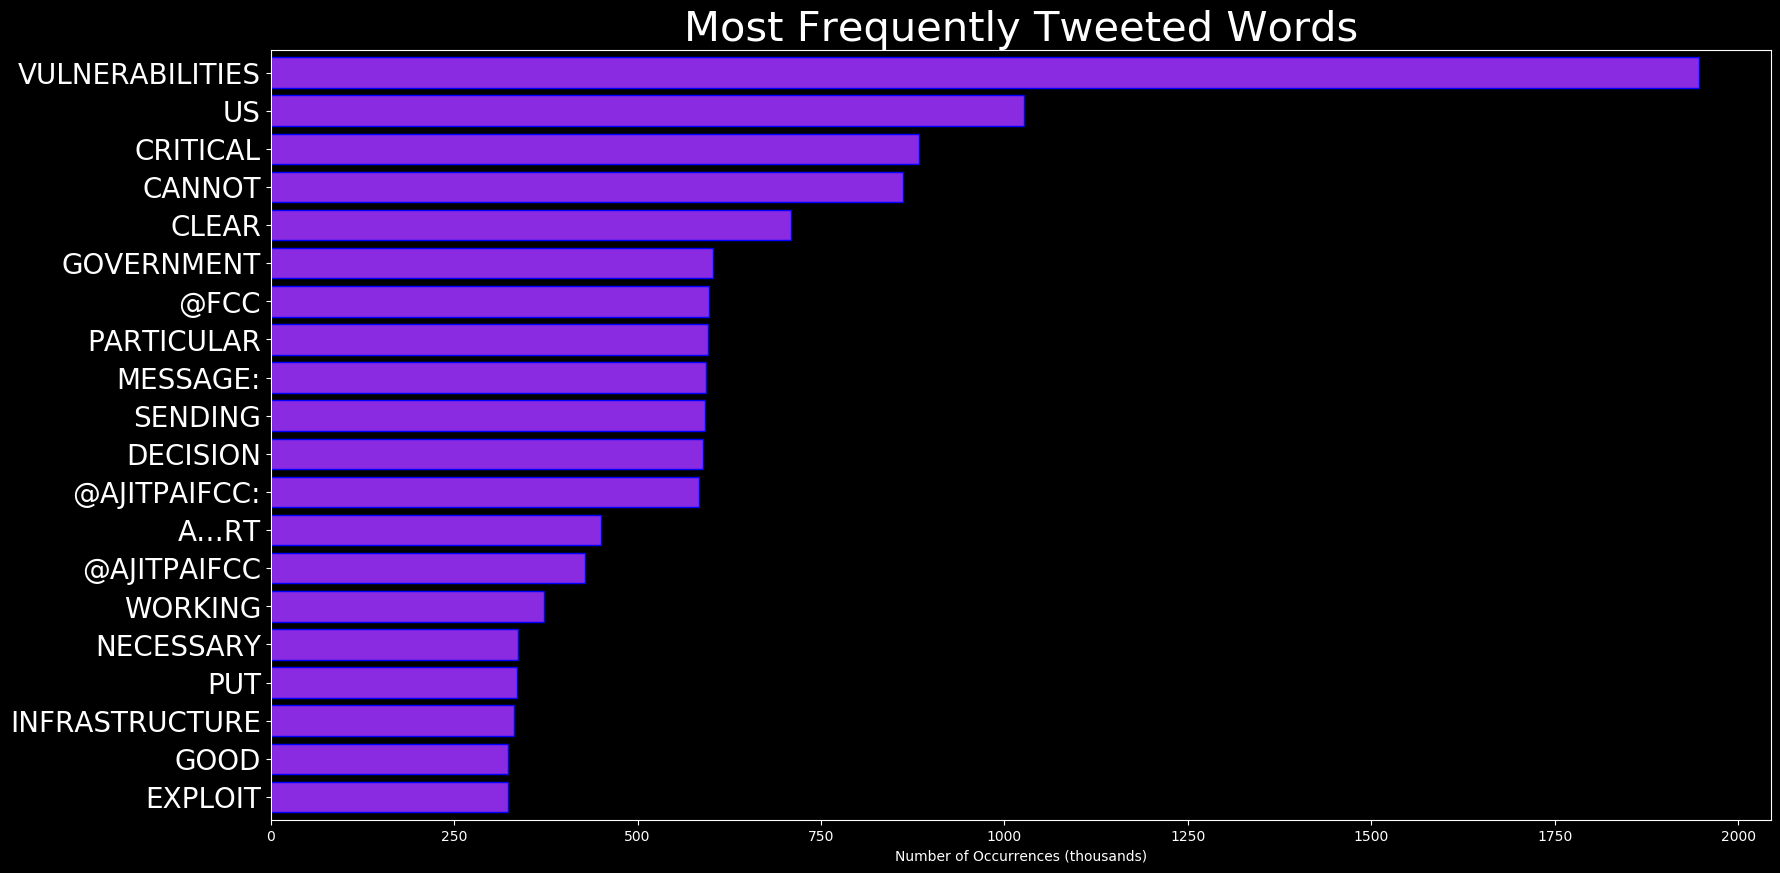 Most Frequently Tweeted Words
VULNERABILITIES
US
CRITICAL
CANNOT
CLEAR
GOVERNMENT
@FCC
PARTICULAR
MESSAGE:
SENDING
DECISION
@AJITPAIFCC:
A…RT
@AJITPAIFCC
WORKING
NECESSARY
PUT
INFRASTRUCTURE
GOOD
EXPLOIT
0 250 500 750 1000 1250 1500 1750 2000
Number of Occurrences (thousands)